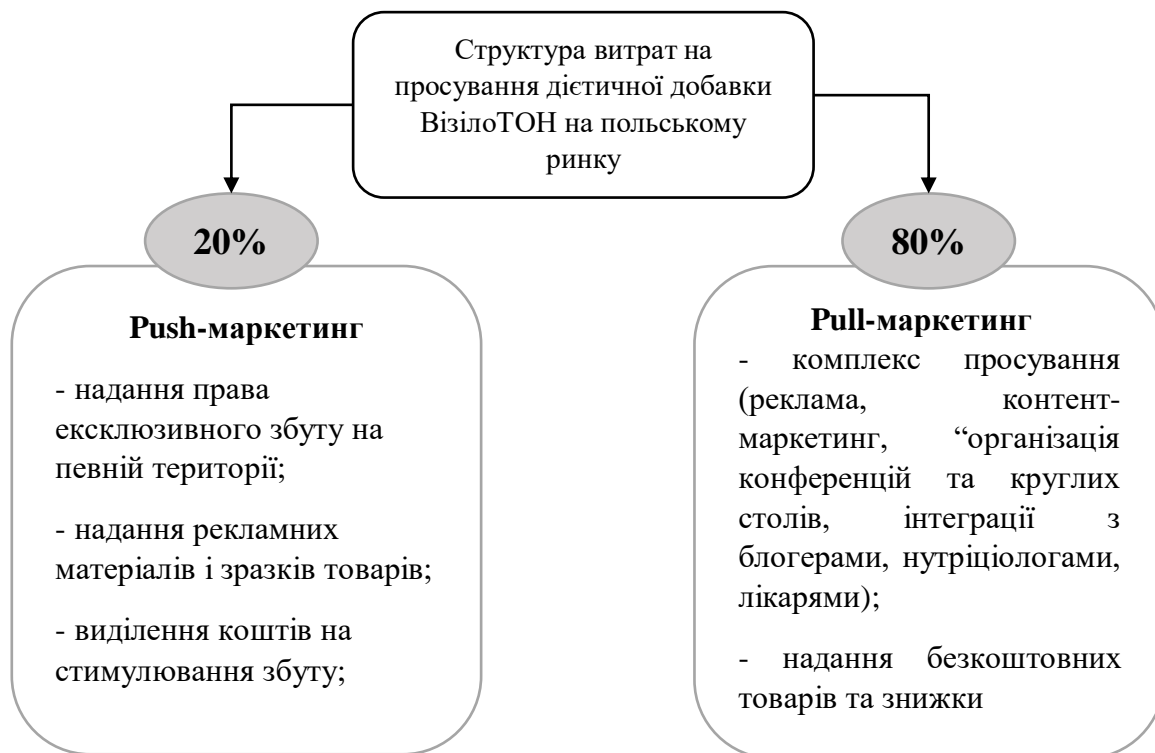 Структура витрат на
просування дієтичної добавки
ВізілоТОН на польському
ринку
20%
Push-маркетинг
- надання права
ексклюзивного збуту на
певній території;
- надання рекламних
матеріалів і зразків товарів;
- виділення коштів на
стимулювання збуту;
80%
Pull-маркетинг
- комплекс просування
(реклама, контент-
маркетинг, “організація
конференцій та круглих
столів, інтеграції з
блогерами, нутріціологами,
лікарями);
- надання безкоштовних
товарів та знижки